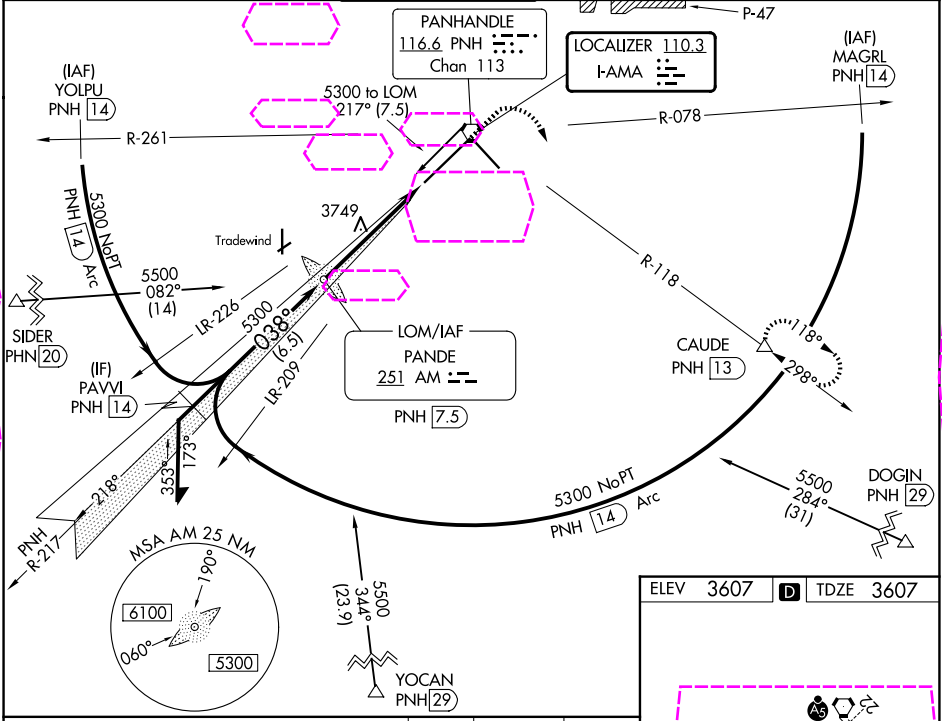 P-47
PANHANDLE
116.6 PNH
Chan 113
LOCALIZER 110.3
I-AMA
(IAF)
MAGRL
PNH 14
(IAF)
YOLPU
PNH 14
5300 to LOM
217° (7.5)
R-261
R-078
5300 NoPT
PNH 14 Arc
3749
Tradewind
5500
082°
(14)
SIDER
PHN 20
LR-226
5300
038°
(6.5)
LR-209
R-118
LOM/IAF
PANDE
251 AM
PNH 7.5
CAUDE
PNH 13
118°
298°
(IF)
PAVVI
PNH 14
353°
173°
218°
PNH
R-217
5300 NoPT
PNH 14 Arc
5500
284°
(31)
DOGIN
PNH 29
MSA AM 25 NM
190°
6100
060°
5300
5500
344°
(23.9)
YOCAN
PNH 29
ELEV 3607 D TDZE 3607
A5
22